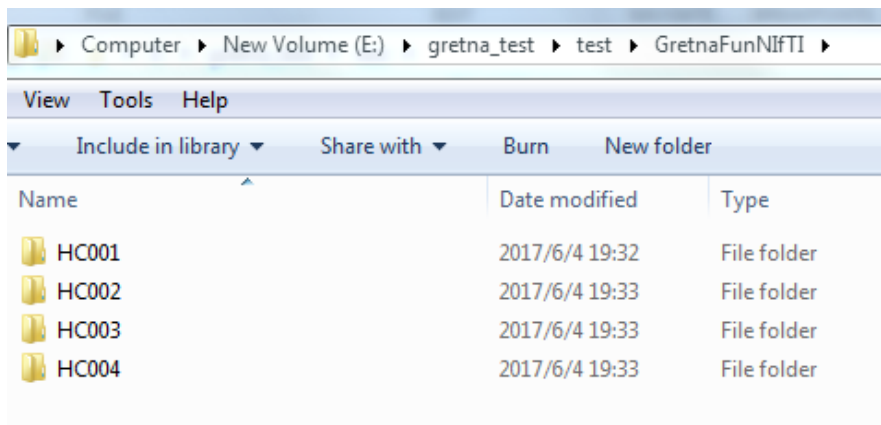 Computer New Volume (E:) gretna_test test GretnaFunNIfTI
View Tools Help
Include in library Share with Burn New folder
Name Date modified Type
HC001 2017/6/4 19:32 File folder
HC002 2017/6/4 19:33 File folder
HC003 2017/6/4 19:33 File folder
HC004 2017/6/4 19:33 File folder